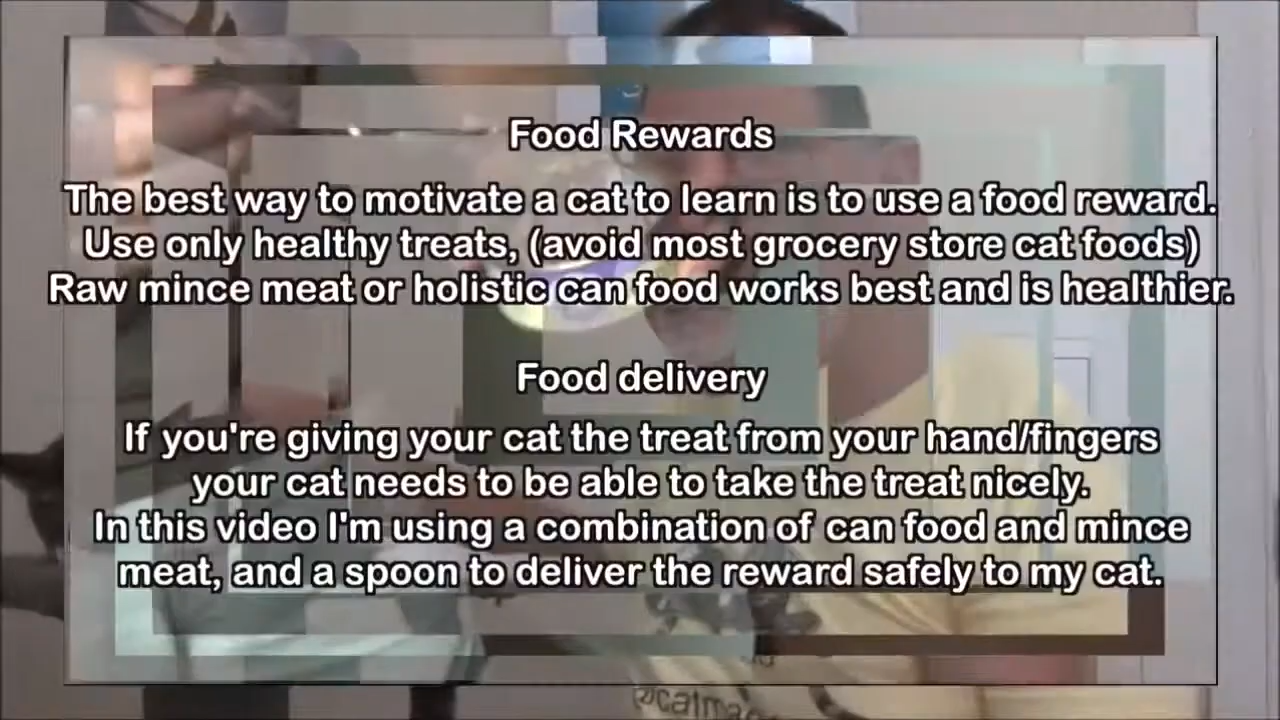 Food Rewards
The best way to motivate a cat to learn is to use a food reward.
Use only healthy treats, (avoid most grocery store cat foods)
Raw mince meat or holistic can food works best and is healthier.
Food delivery
If you're giving your cat the treat from your hand/fingers
your cat needs to be able to take the treat nicely.
In this video I'm using a combination of can food and mince
meat, and a spoon to deliver the reward safely to my cat.